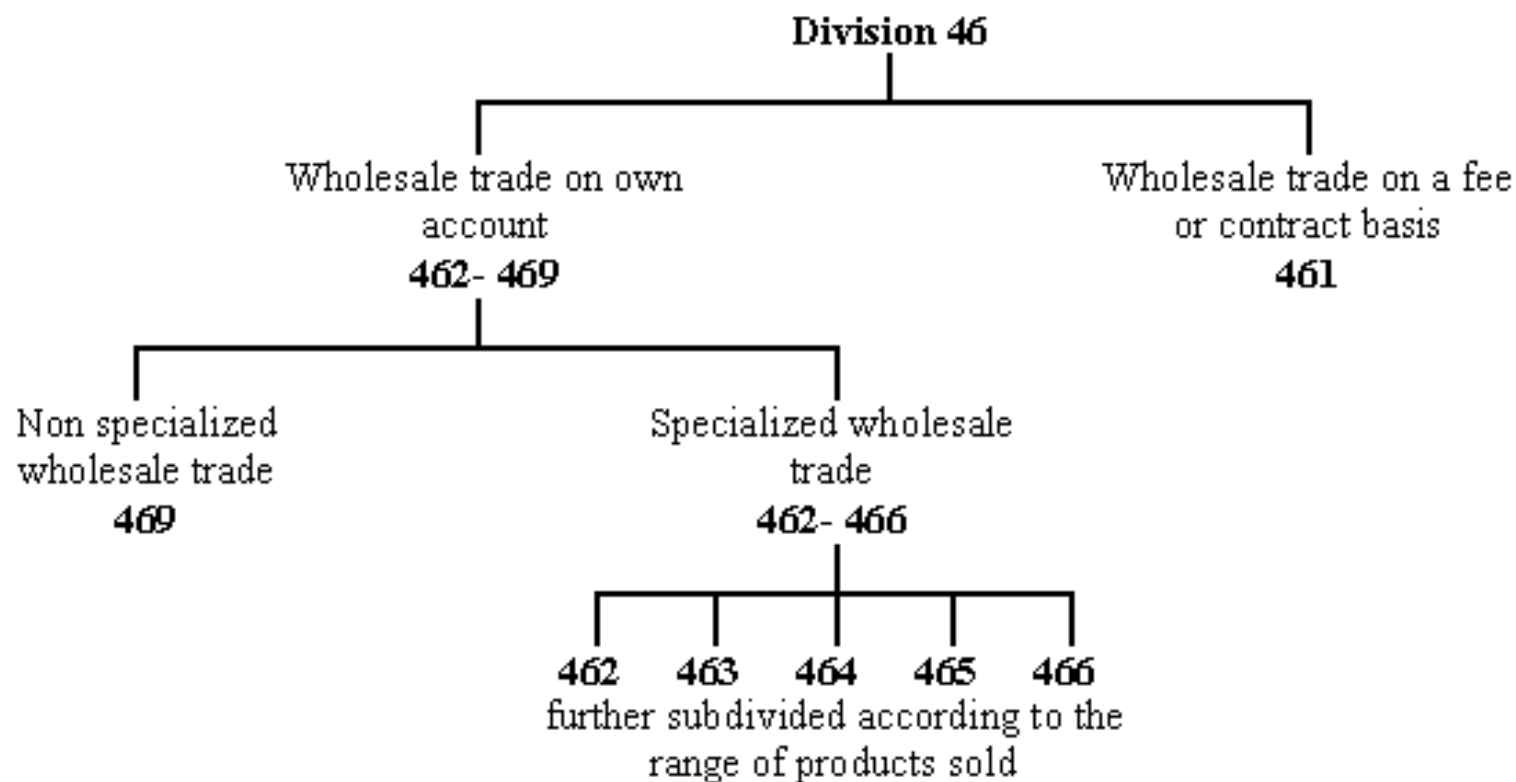 Division 46
Wholesale trade on own
account
462- 469
Wholesale trade on a fee
or contract basis
461
Non specialized
wholesale trade
469
Specialized wholesale
trade
462- 466
462 463 464 465 466
further subdivided according to the
range of products sold